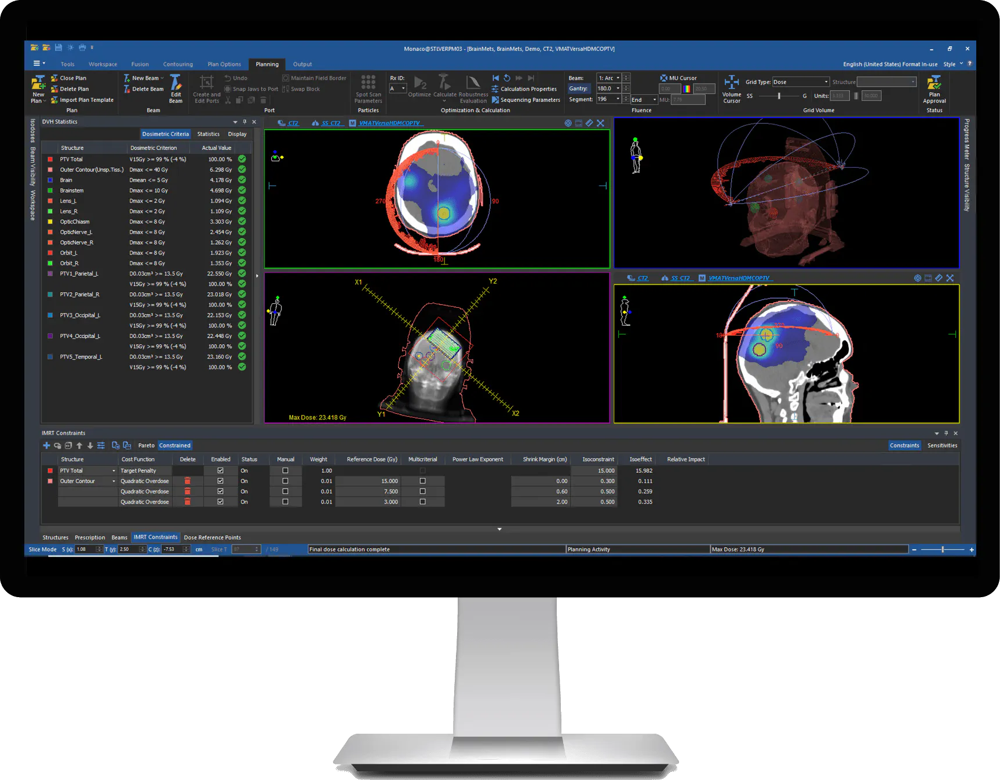 Monaco@STLVERPM03 - [BrainMets, BrainMets, Demo, CT2, VMATVersaHDMCOPTV]
Tools Workspace Fusion Contouring Plan Options Planning Output
English (United States) Format In-use Style
New Plan
Close Plan
Delete Plan
Import Plan Template
Plan
New Beam
Delete Beam
Edit Beam
Beam
Create and Edit Ports
Undo
Snap Jaws to Port
Maintain Field Border
Swap Block
Port
Spot Scan Parameters
Particles
Rx ID:
A
Optimize
Calculate
Robustness Evaluation
Calculation Properties
Sequencing Parameters
Optimization & Calculation
Beam: 1: Arc
Gantry: 180.0
Segment: 196 End
MU Cursor
0.00 20.50
MU: 7.76
Fluence
Volume Cursor
Grid Type: Dose Structure
SS G Units: 3.333 30.000
Grid Volume
Plan Approval
Status
Isodoses Beam Visibility Workspace
DVH Statistics
Dosimetric Criteria Statistics Display
Structure Dosimetric Criterion Actual Value
PTV Total V15Gy >= 99 % (-4 %) 100.00 %
Outer Contour(Unsp.Tiss.) Dmax <= 40 Gy 6.298 Gy
Brain Dmean <= 5 Gy 4.178 Gy
Brainstem Dmax <= 10 Gy 4.698 Gy
Lens_L Dmax <= 2 Gy 1.094 Gy
Lens_R Dmax <= 2 Gy 1.109 Gy
OpticChiasm Dmax <= 8 Gy 3.303 Gy
OpticNerve_L Dmax <= 8 Gy 2.454 Gy
OpticNerve_R Dmax <= 8 Gy 1.262 Gy
Orbit_L Dmax <= 8 Gy 1.923 Gy
Orbit_R Dmax <= 8 Gy 1.353 Gy
PTV1_Parietal_L D0.03cm³ >= 13.5 Gy 22.550 Gy
V15Gy >= 99 % (-4 %) 100.00 %
PTV2_Parietal_R D0.03cm³ >= 13.5 Gy 23.018 Gy
V15Gy >= 99 % (-4 %) 100.00 %
PTV3_Occipital_L D0.03cm³ >= 13.5 Gy 22.153 Gy
V15Gy >= 99 % (-4 %) 100.00 %
PTV4_Occipital_L D0.03cm³ >= 13.5 Gy 22.448 Gy
V15Gy >= 99 % (-4 %) 100.00 %
PTV5_Temporal_L D0.03cm³ >= 13.5 Gy 23.160 Gy
V15Gy >= 99 % (-4 %) 100.00 %
CT2 SS CT2 M VMATVersaHDMCOPTV
0
270 90
180
X1 Y2
Y1 X2
Max Dose: 23.418 Gy
CT2 SS CT2 M VMATVersaHDMCOPTV
90
Progress Meter Structure Visibility
IMRT Constraints
Pareto Constrained
Constraints Sensitivities
Structure Cost Function Delete Enabled Status Manual Weight Reference Dose (Gy) Multicriterial Power Law Exponent Shrink Margin (cm) Isoconstraint Isoeffect Relative Impact
PTV Total Target Penalty On 1.00 15.000 15.982
Outer Contour Quadratic Overdose On 0.01 15.000 0.00 0.300 0.111
Quadratic Overdose On 0.01 7.500 0.60 0.500 0.259
Quadratic Overdose On 0.01 3.000 2.00 0.500 0.335
Structures Prescription Beams IMRT Constraints Dose Reference Points
Slice Mode S (x): 1.08 T (y): 2.50 C (z): -7.53 cm Slice T 37 / 149 Final dose calculation complete Planning Activity Max Dose: 23.418 Gy